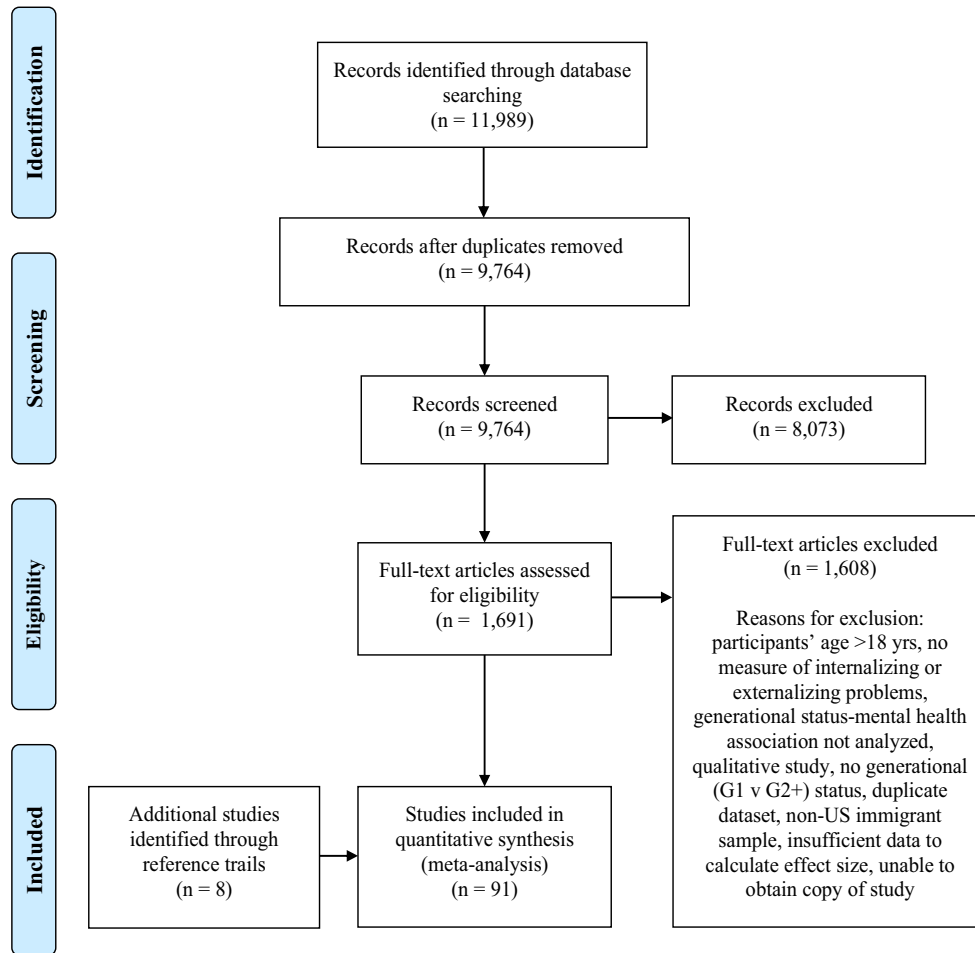 Identification
Records identified through database
searching
(n = 11,989)
Records after duplicates removed
(n = 9,764)
Screening
Records screened
(n = 9,764)
Records excluded
(n = 8,073)
Eligibility
Full-text articles assessed
for eligibility
(n =  1,691)
Full-text articles excluded
(n = 1,608)
Reasons for exclusion:
participants’ age >18 yrs, no
measure of internalizing or
externalizing problems,
generational status-mental health
association not analyzed,
qualitative study, no generational
(G1 v G2+) status, duplicate
dataset, non-US immigrant
sample, insufficient data to
calculate effect size, unable to
obtain copy of study
Included
Additional studies
identified through
reference trails
(n = 8)
Studies included in
quantitative synthesis
(meta-analysis)
(n = 91)